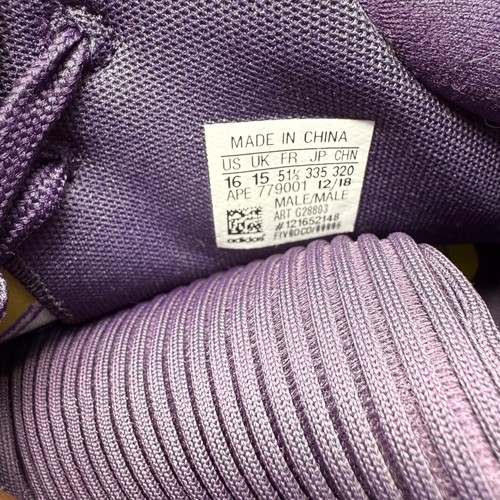 MADE IN CHINA
US UK FR JP CHN
16 15 51⅓ 335 320
APE 779001 12/18
MALE/MALE
ART G28803
#121652148
adidas